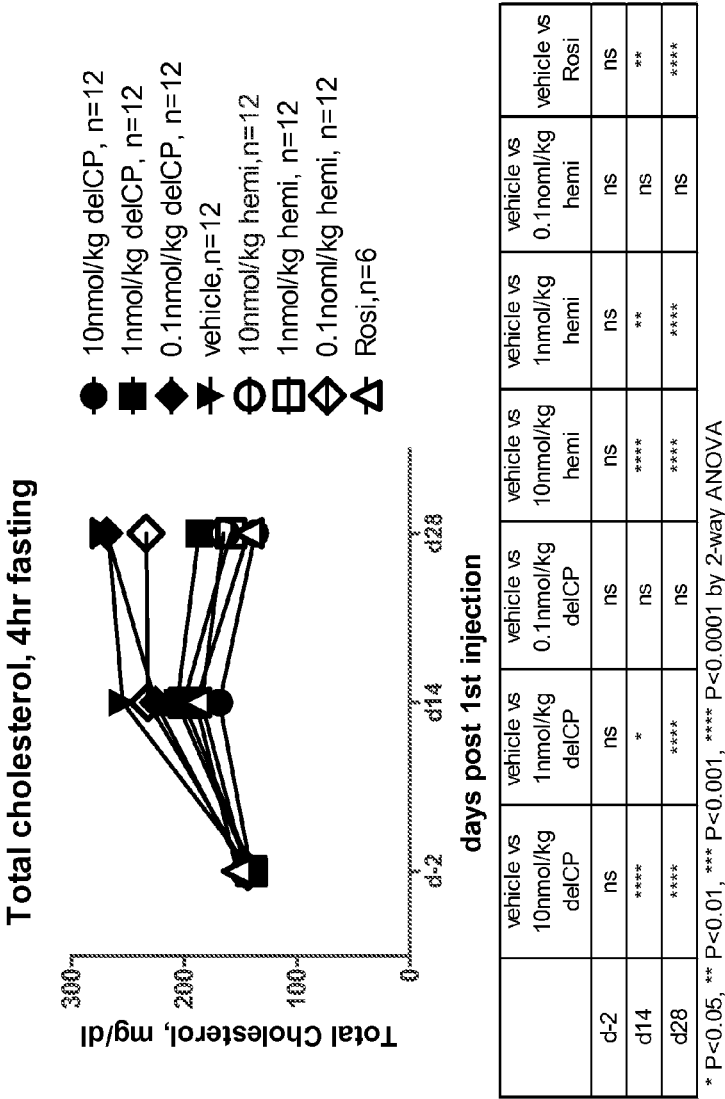 Total cholesterol, 4hr fasting
300
200
100
0
Total Cholesterol, mg/dl
d-2
d14
d28
days post 1st injection
10nmol/kg delCP, n=12
1nmol/kg delCP, n=12
0.1nmol/kg delCP, n=12
vehicle,n=12
10nmol/kg hemi,n=12
1nmol/kg hemi, n=12
0.1noml/kg hemi, n=12
Rosi,n=6
vehicle vs 10nmol/kg delCP
vehicle vs 1nmol/kg delCP
vehicle vs 0.1nmol/kg delCP
vehicle vs 10nmol/kg hemi
vehicle vs 1nmol/kg hemi
vehicle vs 0.1noml/kg hemi
vehicle vs Rosi
d-2 ns ns ns ns ns ns ns
d14 **** * ns **** ** ns **
d28 **** **** ns **** **** ns ****
* P<0.05, ** P<0.01, *** P<0.001, **** P<0.0001 by 2-way ANOVA